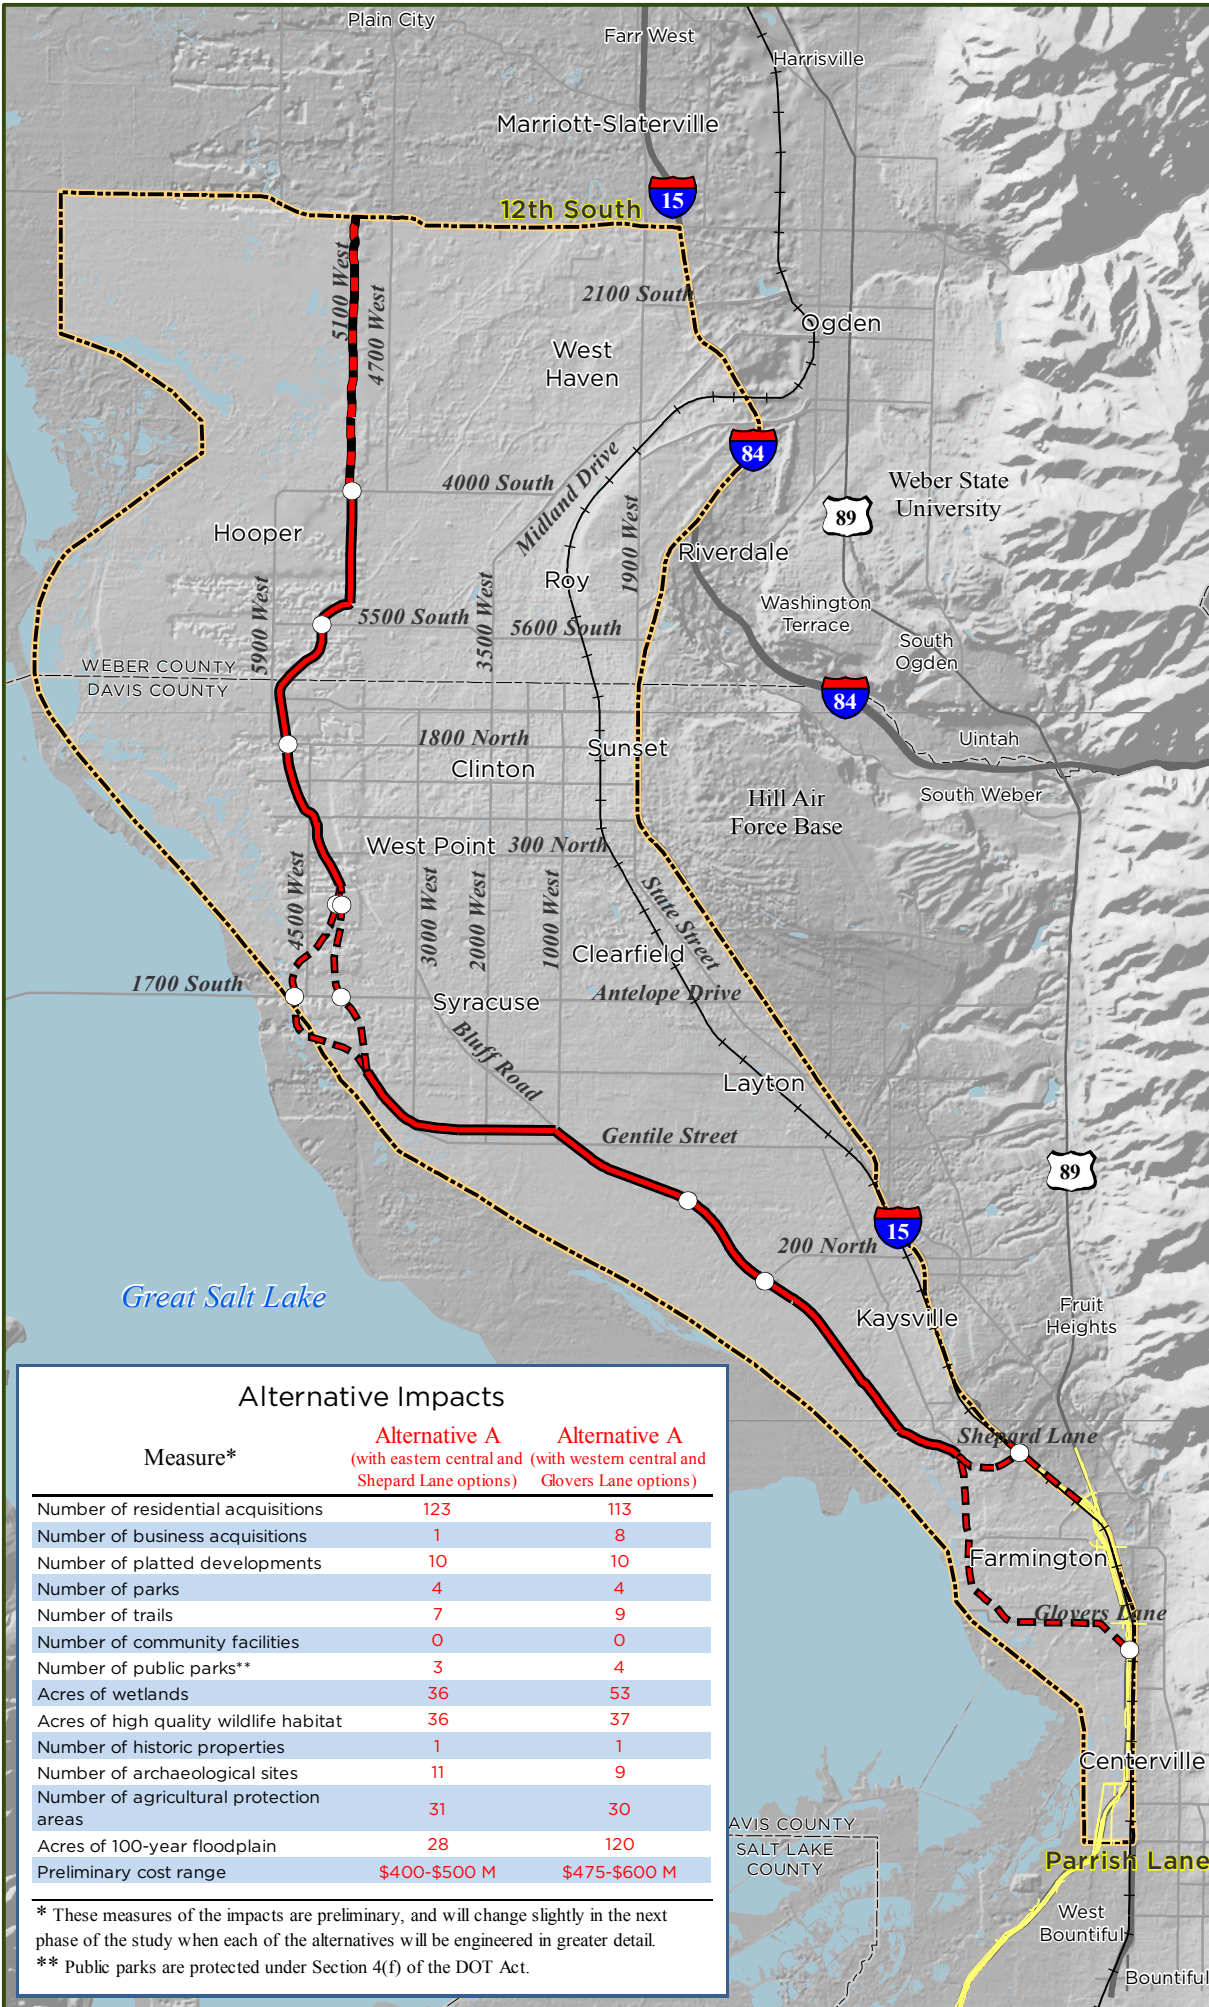 Plain City
Farr West
Harrisville
Marriott-Slaterville
15
12th South
5100 West
4700 West
2100 South
Ogden
West
Haven
84
Midland Drive
4000 South
1900 West
Weber State
University
89
Hooper
Riverdale
Roy
5900 West
3500 West
5500 South
5600 South
Washington
Terrace
South
Ogden
WEBER COUNTY
DAVIS COUNTY
84
1800 North
Sunset
Uintah
Clinton
Hill Air
Force Base
South Weber
West Point
300 North
4500 West
3000 West
2000 West
1000 West
State Street
Clearfield
1700 South
Syracuse
Antelope Drive
Bluff Road
Layton
Gentile Street
89
15
200 North
Great Salt Lake
Kaysville
Fruit
Heights
Shepard Lane
Farmington
Glovers Lane
Centerville
AVIS COUNTY
SALT LAKE
COUNTY
Parrish Lane
West
Bountiful
Bountiful
Alternative Impacts
Measure*
Alternative A
(with eastern central and
Shepard Lane options)
Alternative A
(with western central and
Glovers Lane options)
Number of residential acquisitions 123 113
Number of business acquisitions 1 8
Number of platted developments 10 10
Number of parks 4 4
Number of trails 7 9
Number of community facilities 0 0
Number of public parks** 3 4
Acres of wetlands 36 53
Acres of high quality wildlife habitat 36 37
Number of historic properties 1 1
Number of archaeological sites 11 9
Number of agricultural protection
areas 31 30
Acres of 100-year floodplain 28 120
Preliminary cost range $400-$500 M $475-$600 M
* These measures of the impacts are preliminary, and will change slightly in the next
phase of the study when each of the alternatives will be engineered in greater detail.
** Public parks are protected under Section 4(f) of the DOT Act.